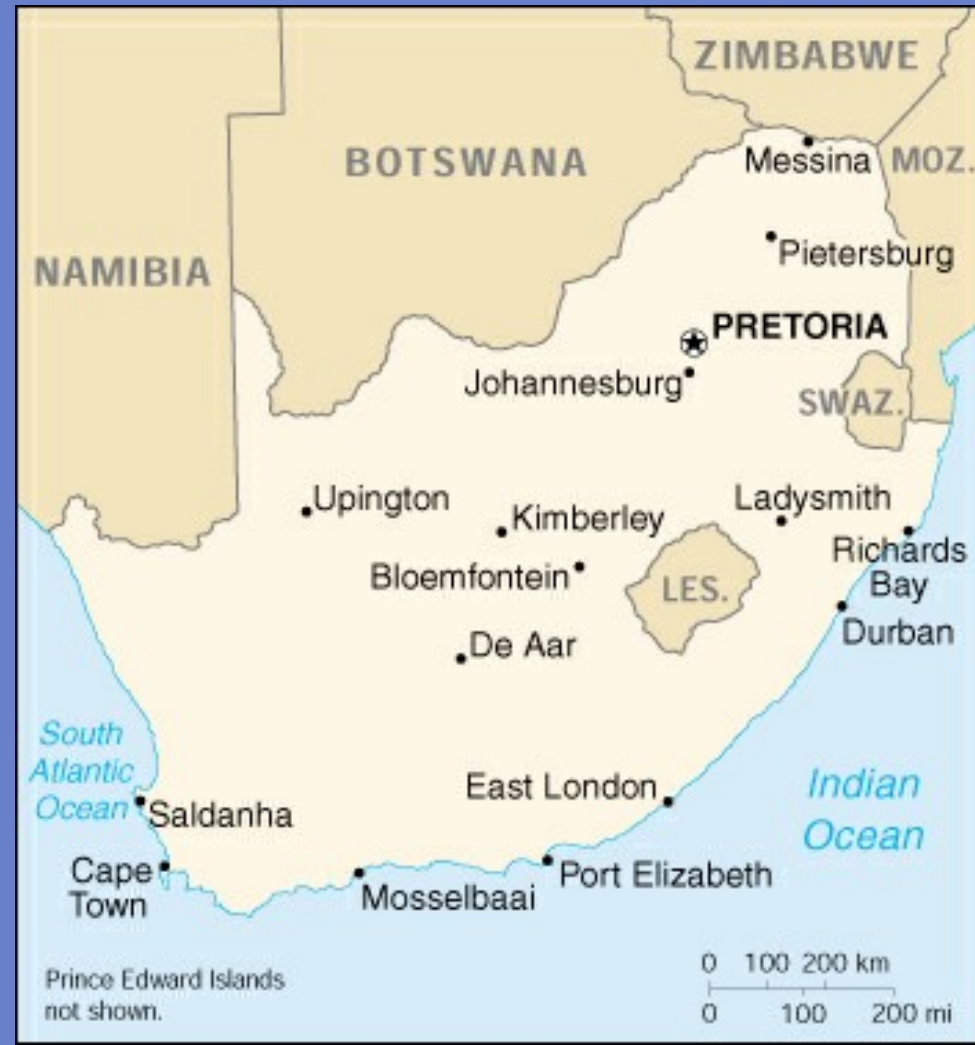 ZIMBABWE
BOTSWANA
Messina
MOZ.
NAMIBIA
Pietersburg
PRETORIA
Johannesburg
SWAZ.
Upington
Kimberley
Ladysmith
Bloemfontein
LES.
Richards
Bay
Durban
De Aar
South
Atlantic
Ocean
Saldanha
East London
Indian
Ocean
Cape
Town
Mosselbaai
Port Elizabeth
Prince Edward Islands
not shown.
0 100 200 km
0 100 200 mi